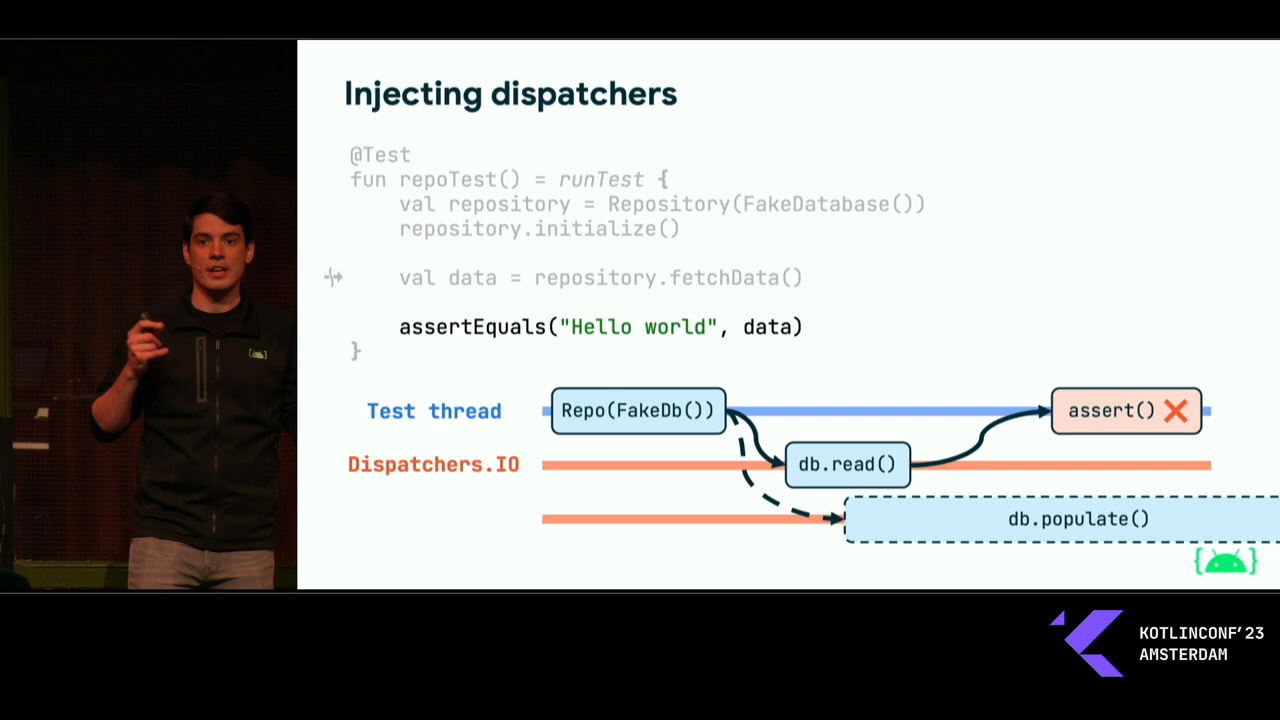 Injecting dispatchers
@Test
fun repoTest() = runTest {
    val repository = Repository(FakeDatabase())
    repository.initialize()
    val data = repository.fetchData()
    assertEquals("Hello world", data)
}
Test thread
Repo(FakeDb())
assert()
Dispatchers.IO
db.read()
db.populate()
KOTLINCONF'23
AMSTERDAM